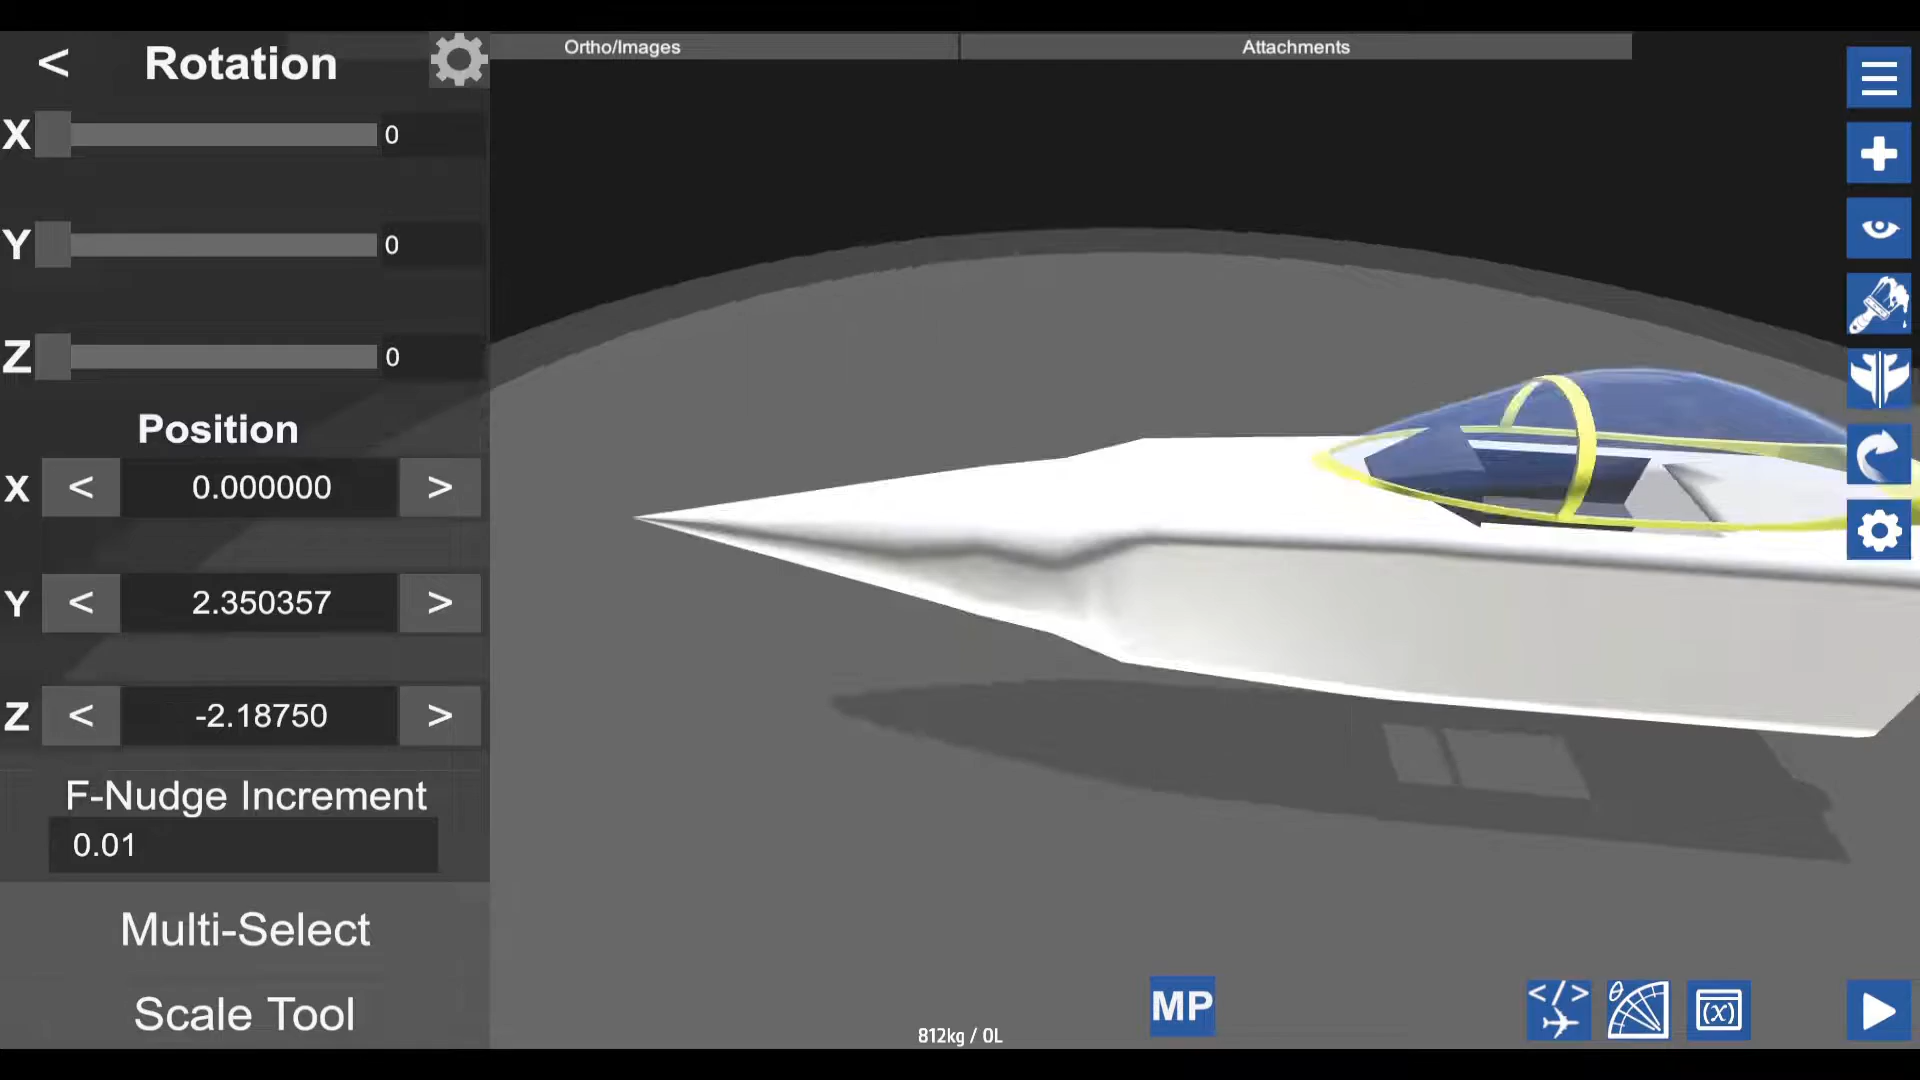 < Rotation
Ortho/Images
Attachments
X 0
Y 0
Z 0
Position
X < 0.000000 >
Y < 2.350357 >
Z < -2.18750 >
F-Nudge Increment
0.01
Multi-Select
Scale Tool
MP
812kg / 0L
</>
θ
(x)